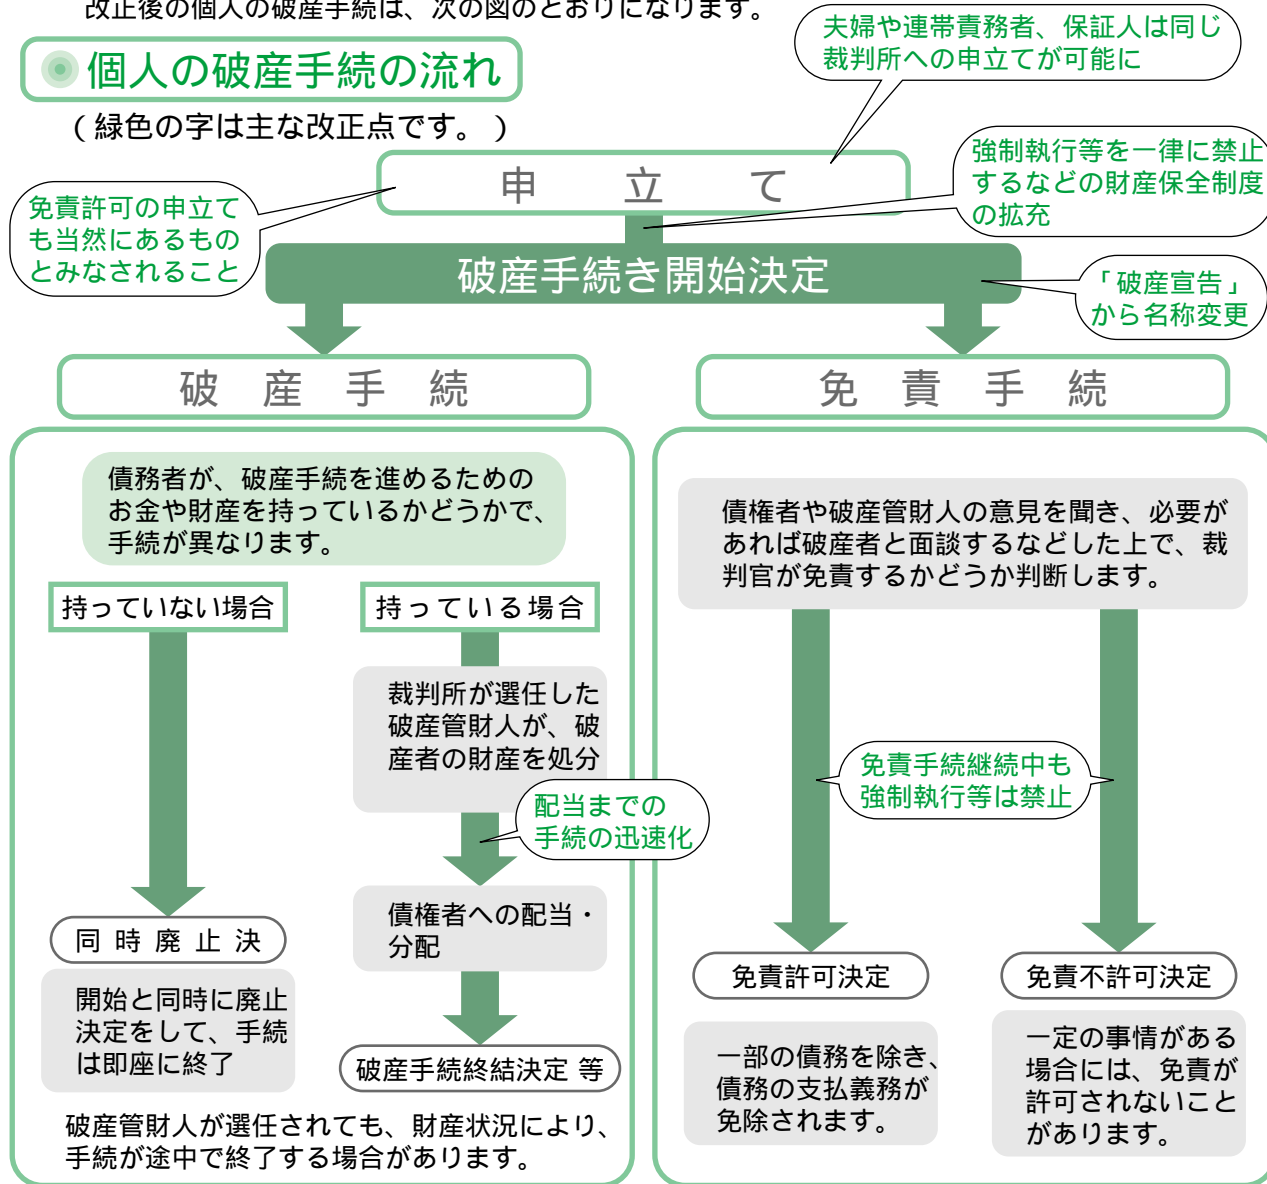 改正後の個人の破産手続は、次の図のとおりになります。
個人の破産手続の流れ
(緑色の字は主な改正点です。)
夫婦や連帯責務者、保証人は同じ
裁判所への申立てが可能に
申立て
強制執行等を一律に禁止
するなどの財産保全制度
の拡充
免責許可の申立て
も当然にあるもの
とみなされること
破産手続き開始決定
「破産宣告」
から名称変更
破産手続
免責手続
債務者が、破産手続を進めるための
お金や財産を持っているかどうかで、
手続が異なります。
持っていない場合
持っている場合
裁判所が選任した
破産管財人が、破
産者の財産を処分
配当までの
手続の迅速化
債権者への配当・
分配
同時廃止決
開始と同時に廃止
決定をして、手続
は即座に終了
破産手続終結決定 等
破産管財人が選任されても、財産状況により、
手続が途中で終了する場合があります。
債権者や破産管財人の意見を聞き、必要が
あれば破産者と面談するなどした上で、裁
判官が免責するかどうか判断します。
免責手続継続中も
強制執行等は禁止
免責許可決定
一部の債務を除き、
債務の支払義務が
免除されます。
免責不許可決定
一定の事情がある
場合には、免責が
許可されないこと
があります。